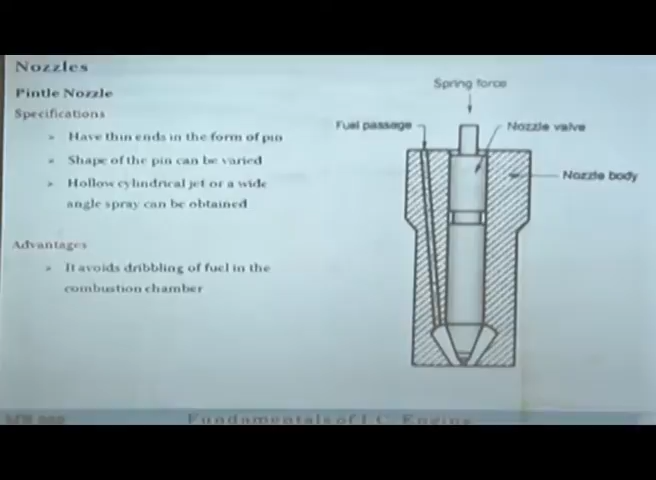 Nozzles
Pintle Nozzle
Specifications
Have thin ends in the form of pin
Shape of the pin can be varied
Hollow cylindrical jet or a wide
angle spray can be obtained
Advantages
It avoids dribbling of fuel in the
combustion chamber
Spring force
Fuel passage
Nozzle valve
Nozzle body
Fundamentals of I.C. Engine